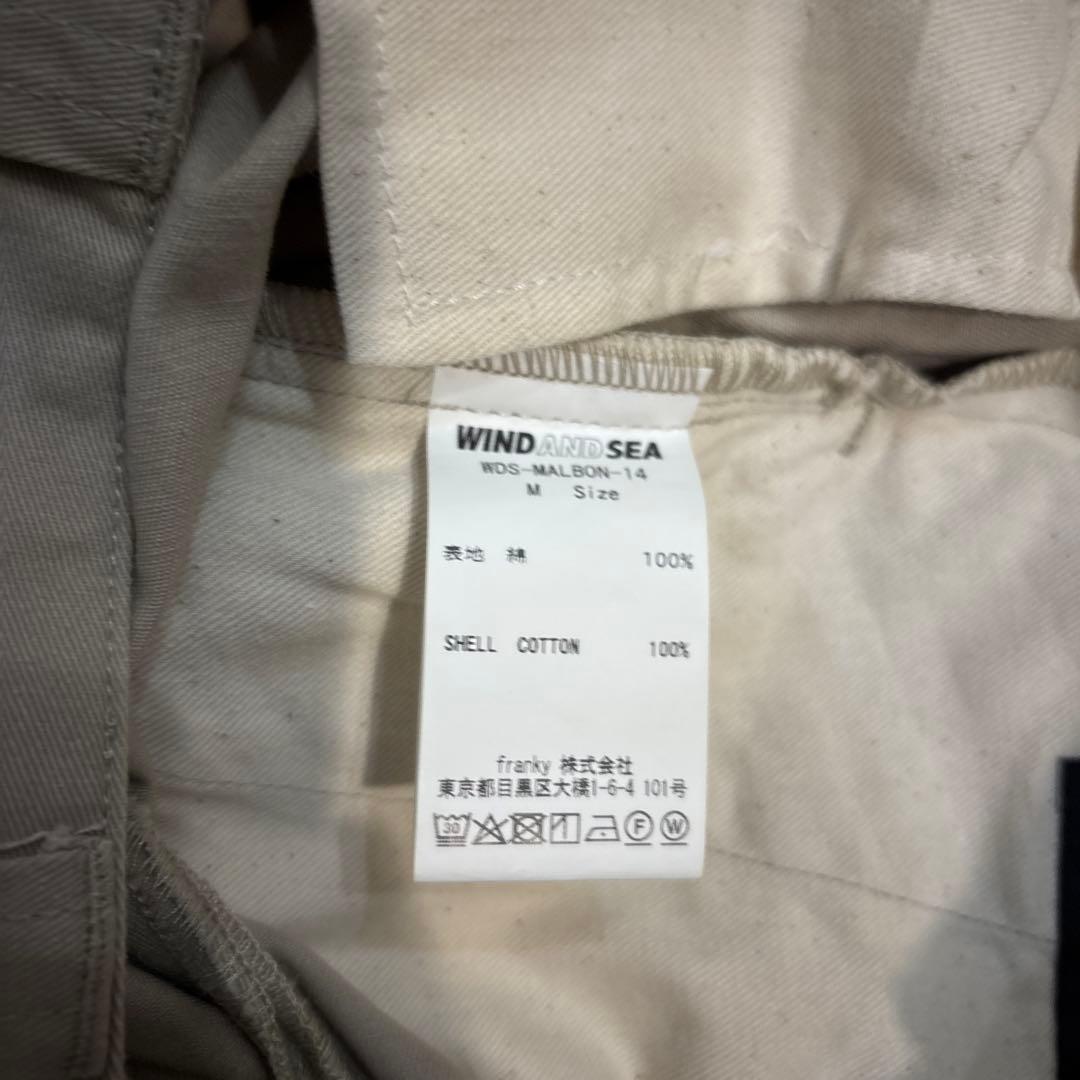 WINDANDSEA
WDS-MALBON-14
M Size
表地 綿 100%
SHELL COTTON 100%
franky 株式会社
東京都目黒区大橋1-6-4 101号
30 F W